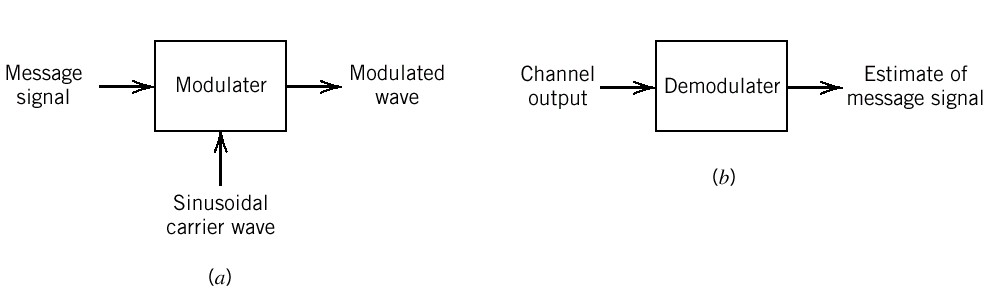 Message
signal
Modulater
Modulated
wave
Sinusoidal
carrier wave
(a)
Channel
output
Demodulater
Estimate of
message signal
(b)